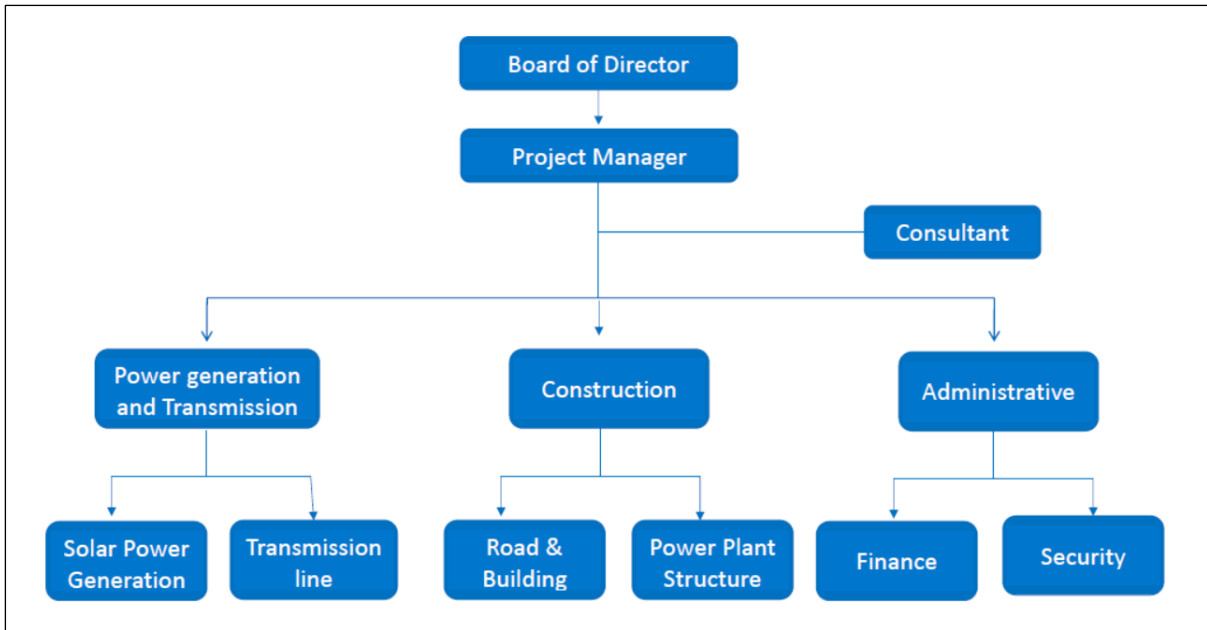 Board of Director
Project Manager
Consultant
Power generation
and Transmission
Construction
Administrative
Solar Power
Generation
Transmission
line
Road &
Building
Power Plant
Structure
Finance
Security